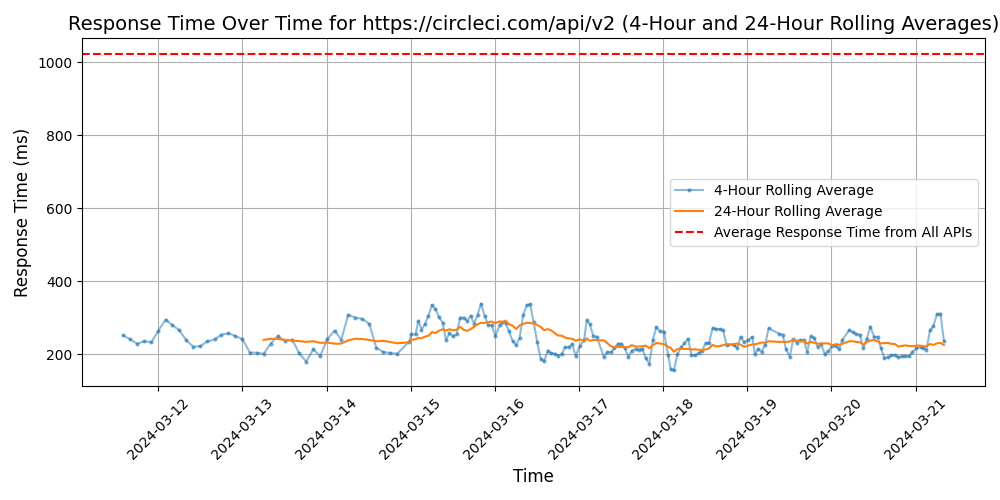 Response Time Over Time for https://circleci.com/api/v2 (4-Hour and 24-Hour Rolling Averages)
Response Time (ms)
1000
800
600
400
200
4-Hour Rolling Average
24-Hour Rolling Average
Average Response Time from All APIs
2024-03-12
2024-03-13
2024-03-14
2024-03-15
2024-03-16
2024-03-17
2024-03-18
2024-03-19
2024-03-20
2024-03-21
Time